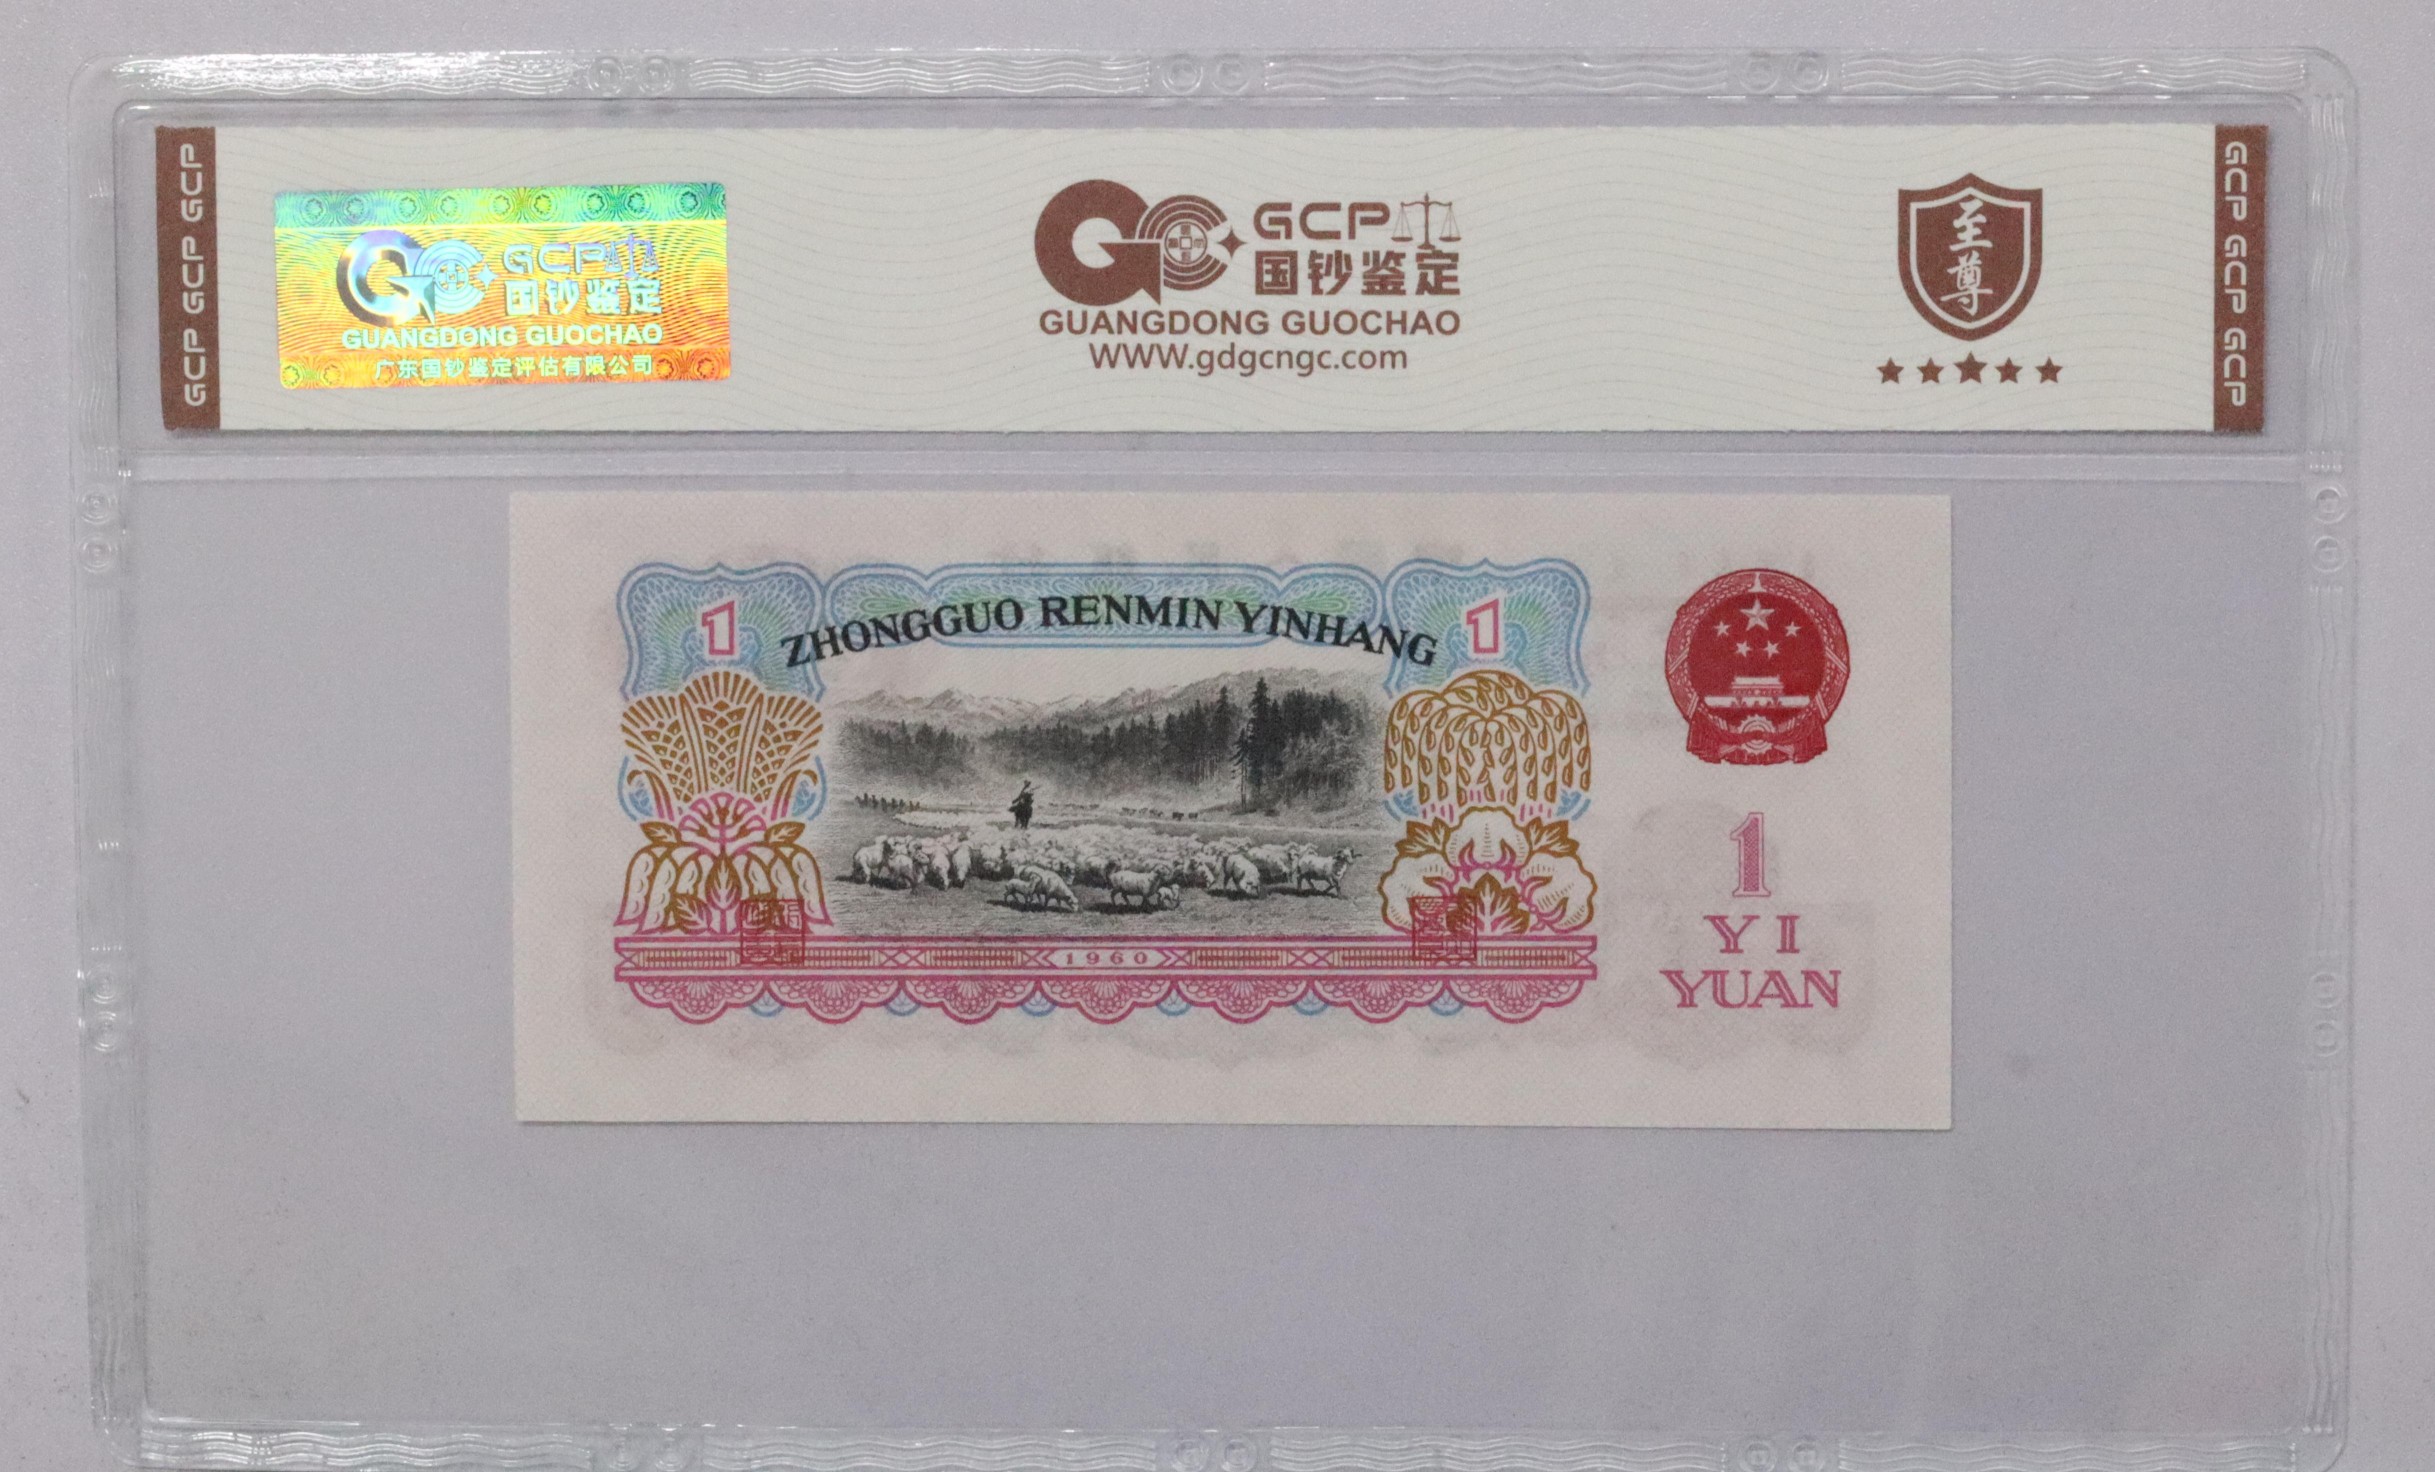 GCP GCP GCP
GCP
国钞鉴定
GUANGDONG GUOCHAO
广东国钞鉴定评估有限公司
GCP
国钞鉴定
GUANGDONG GUOCHAO
WWW.gdgcngc.com
至尊
GCP GCP GCP
1
ZHONGGUO RENMIN YINHANG
1
1960
1
YI
YUAN